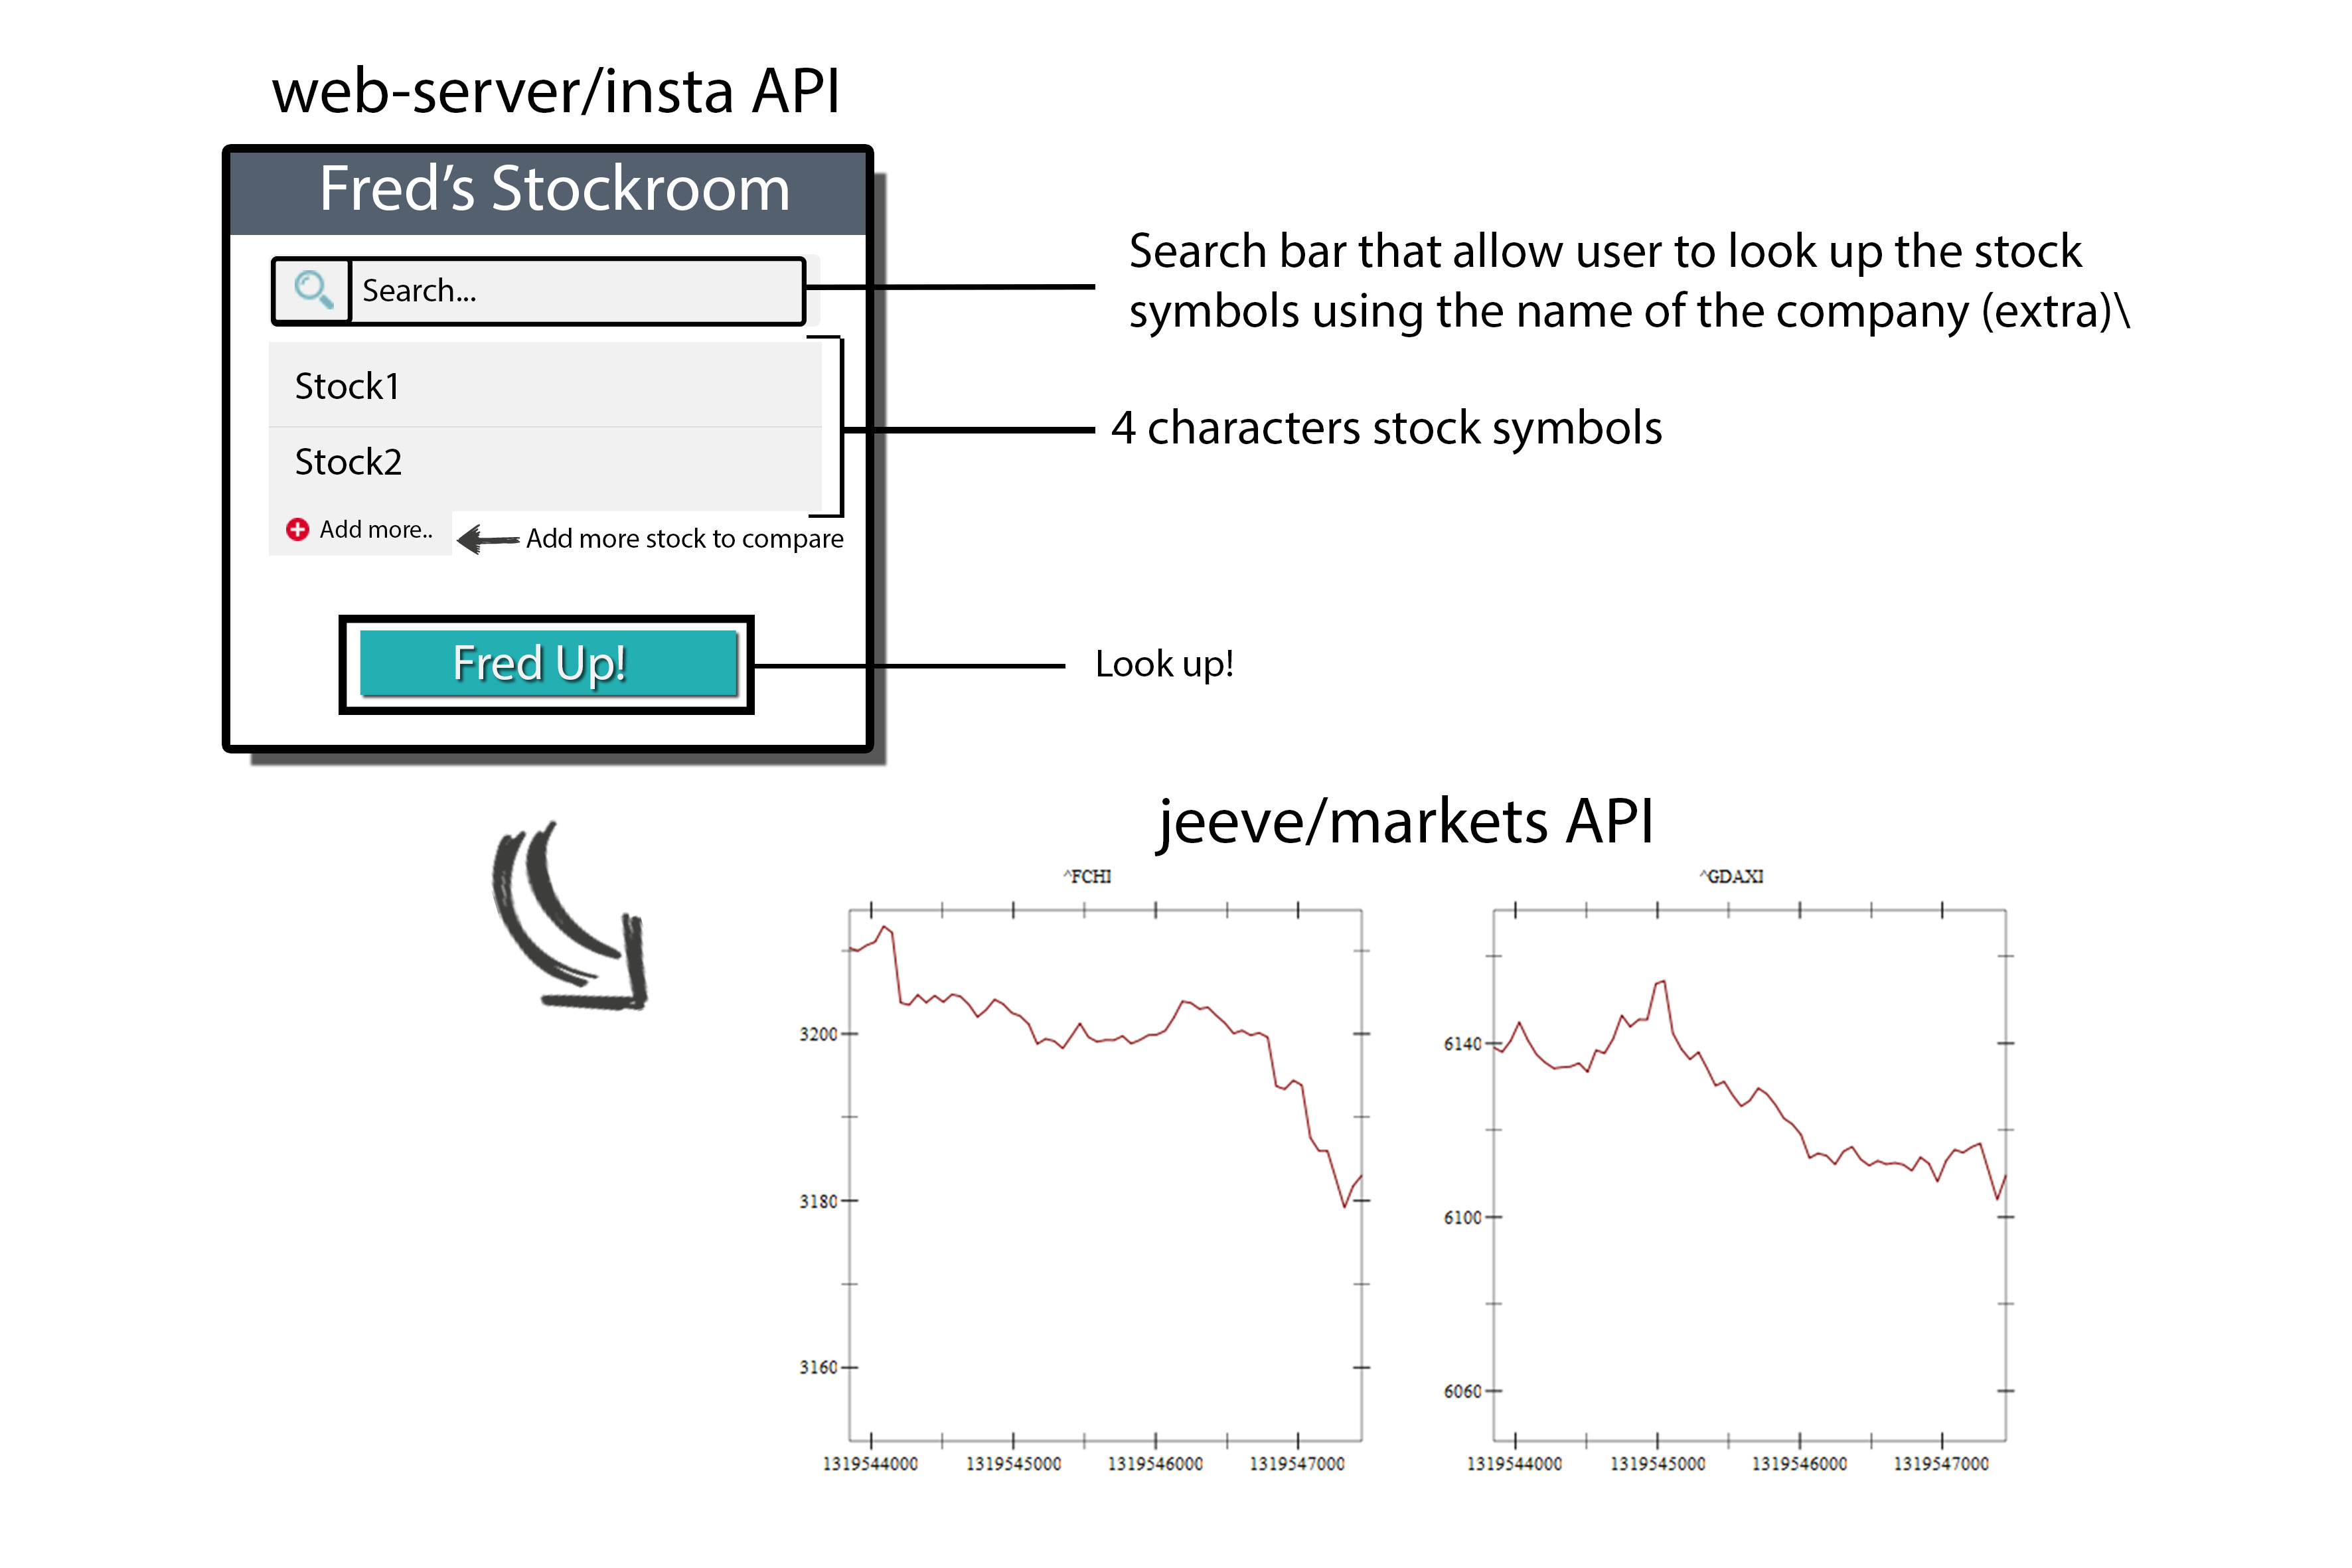 web-server/insta API
Fred’s Stockroom
Search...
Search bar that allow user to look up the stock
symbols using the name of the company (extra)\
Stock1
4 characters stock symbols
Stock2
Add more..
Add more stock to compare
Fred Up!
Look up!
jeeve/markets API
^FCHI
3200
3180
3160
1319544000 1319545000 1319546000 1319547000
^GDAXI
6140
6100
6060
1319544000 1319545000 1319546000 1319547000